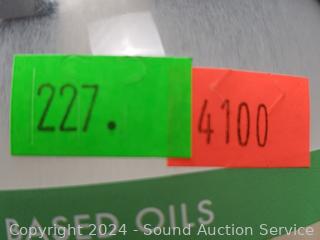 227.
4100
BASED OILS
Copyright 2024 - Sound Auction Service